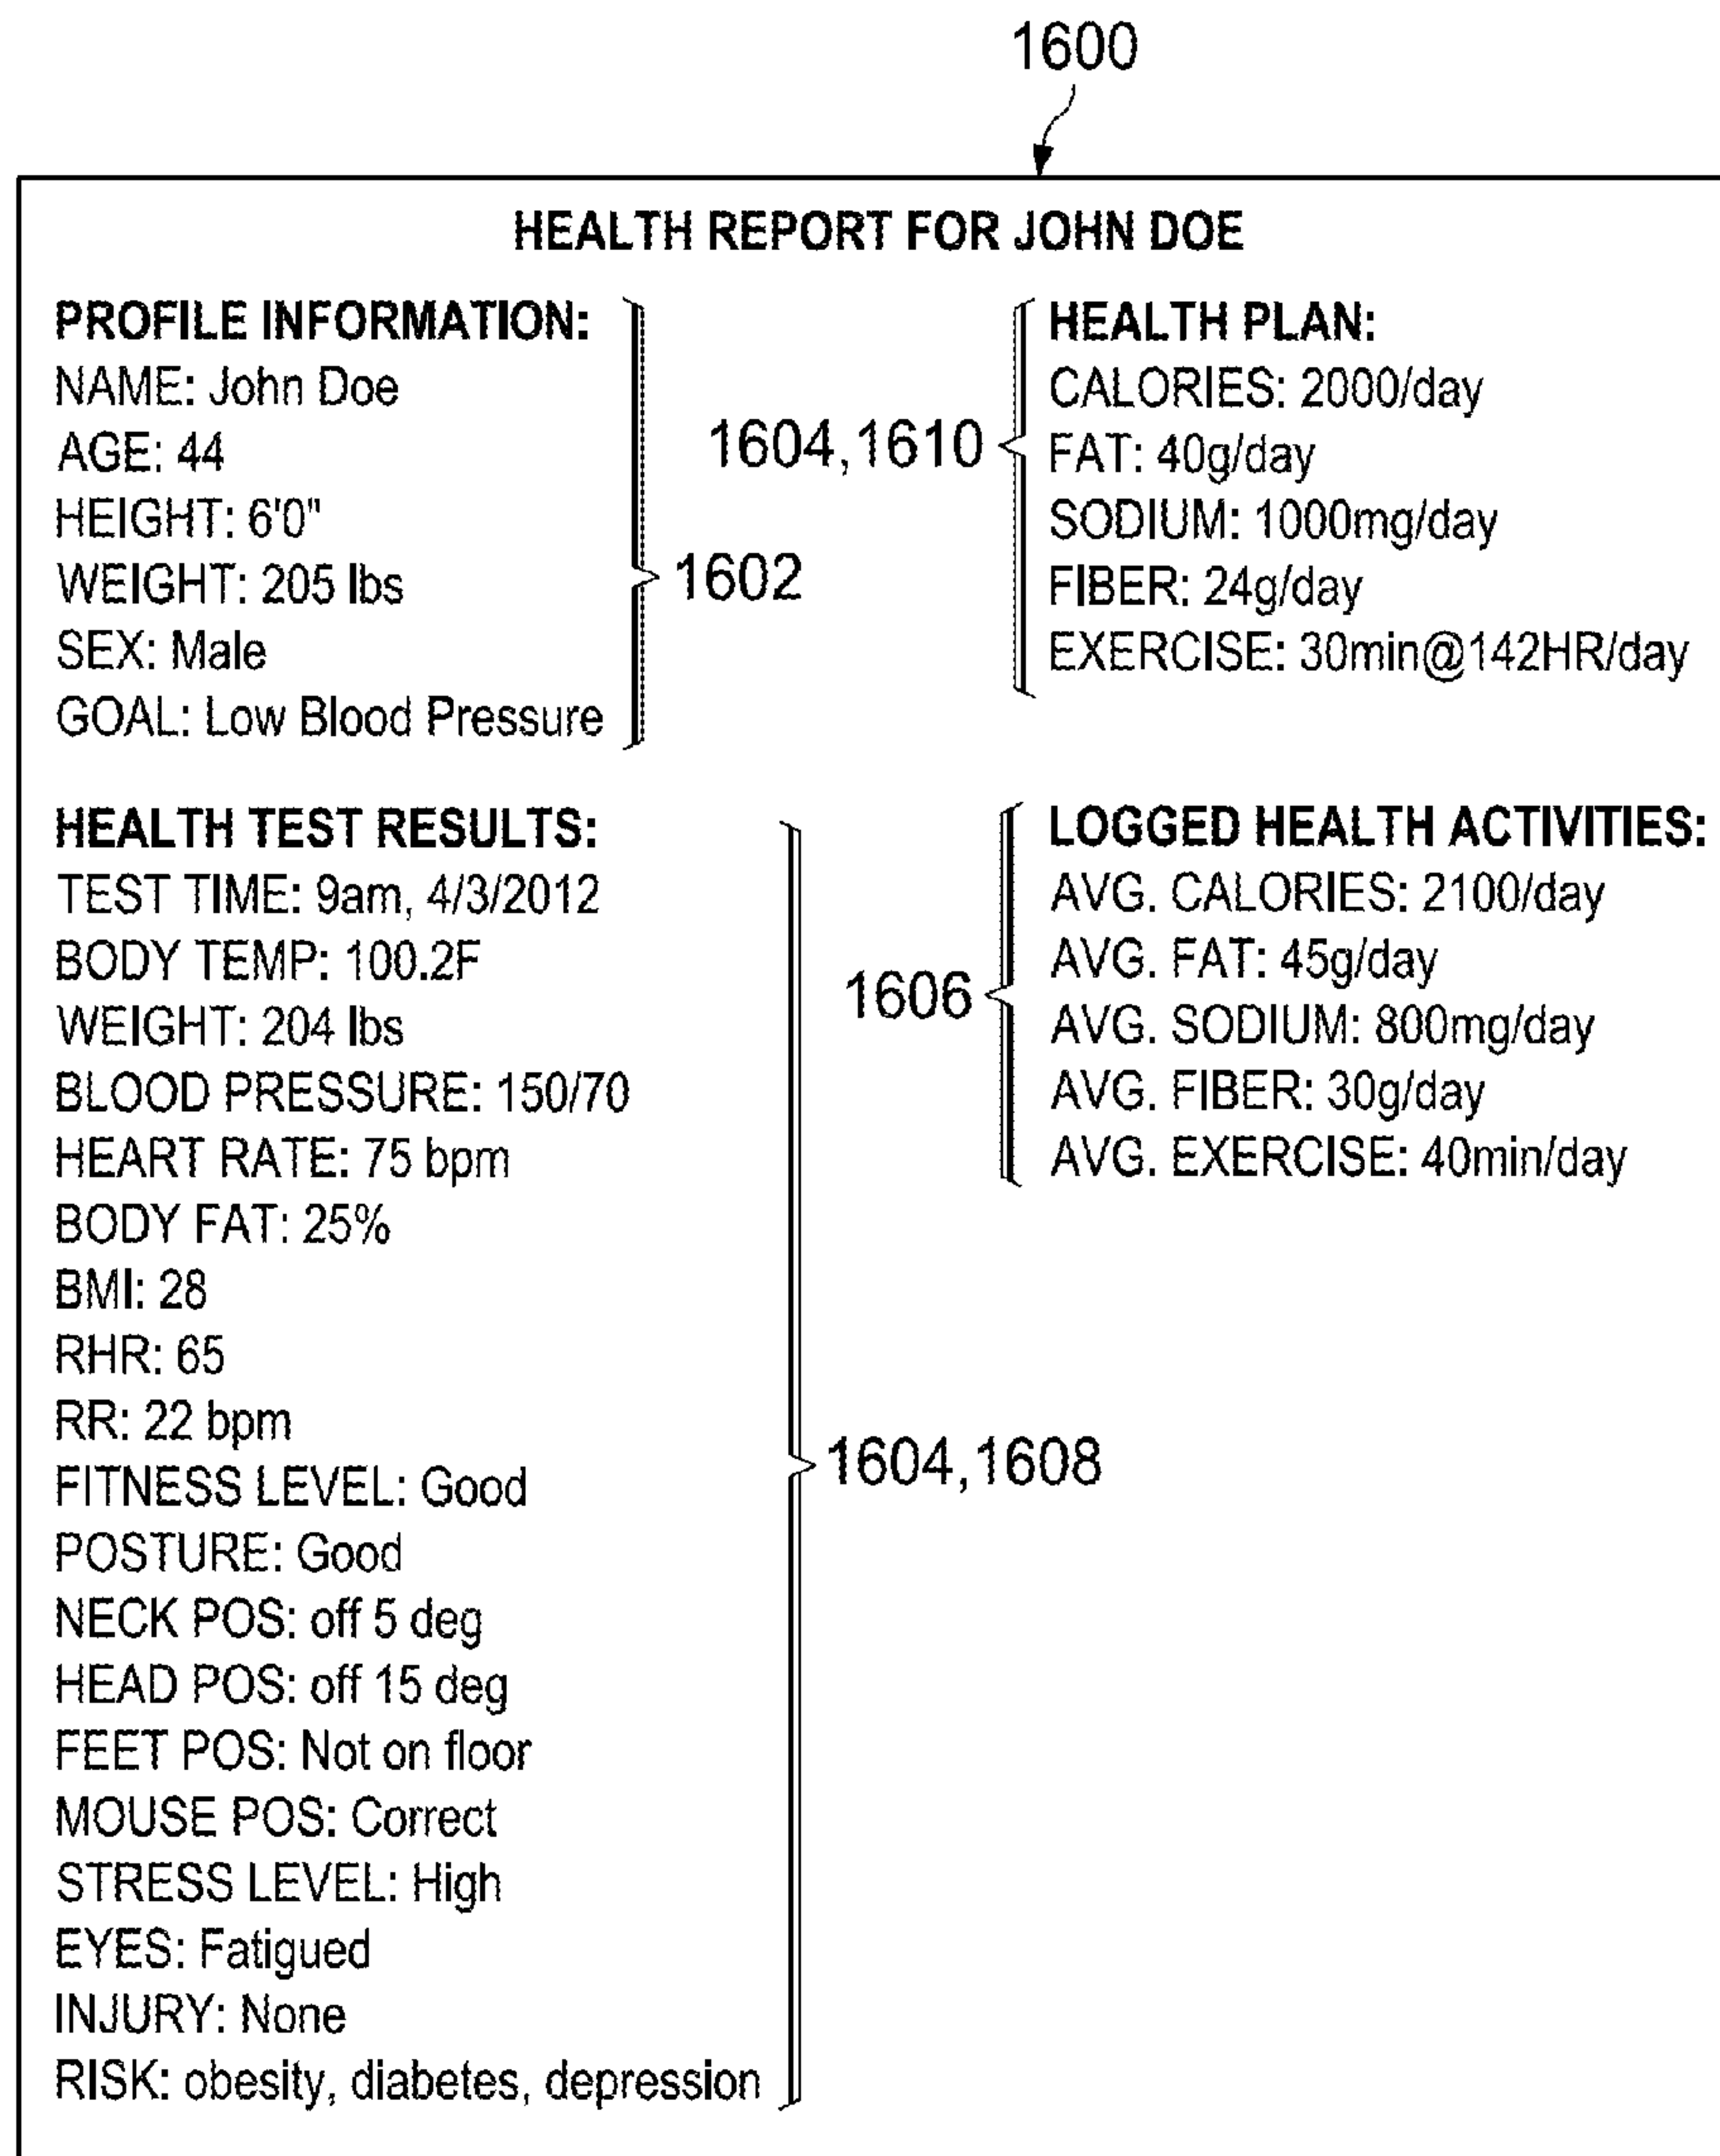 1600
HEALTH REPORT FOR JOHN DOE
PROFILE INFORMATION:
NAME: John Doe
AGE: 44
HEIGHT: 6'0"
WEIGHT: 205 lbs
SEX: Male
GOAL: Low Blood Pressure
1602
1604,1610
HEALTH PLAN:
CALORIES: 2000/day
FAT: 40g/day
SODIUM: 1000mg/day
FIBER: 24g/day
EXERCISE: 30min@142HR/day
HEALTH TEST RESULTS:
TEST TIME: 9am, 4/3/2012
BODY TEMP: 100.2F
WEIGHT: 204 lbs
BLOOD PRESSURE: 150/70
HEART RATE: 75 bpm
BODY FAT: 25%
BMI: 28
RHR: 65
RR: 22 bpm
FITNESS LEVEL: Good
POSTURE: Good
NECK POS: off 5 deg
HEAD POS: off 15 deg
FEET POS: Not on floor
MOUSE POS: Correct
STRESS LEVEL: High
EYES: Fatigued
INJURY: None
RISK: obesity, diabetes, depression
1604,1608
1606
LOGGED HEALTH ACTIVITIES:
AVG. CALORIES: 2100/day
AVG. FAT: 45g/day
AVG. SODIUM: 800mg/day
AVG. FIBER: 30g/day
AVG. EXERCISE: 40min/day